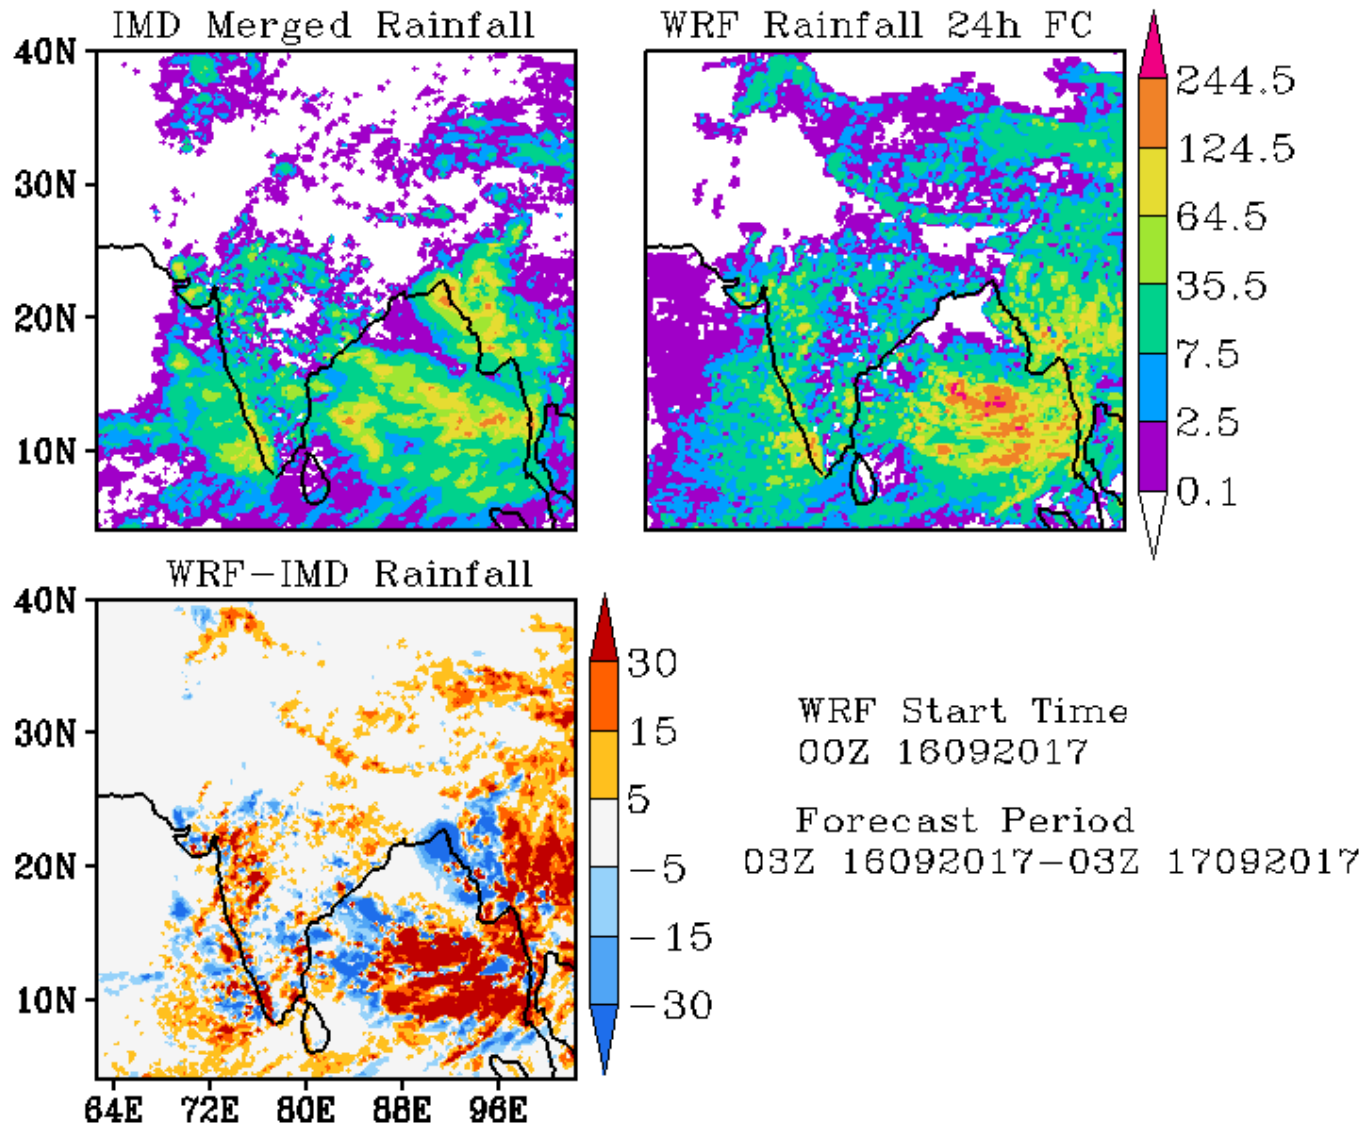 IMD Merged Rainfall
WRF Rainfall 24h FC
40N
30N
20N
10N
244.5
124.5
64.5
35.5
7.5
2.5
0.1
WRF-IMD Rainfall
40N
30N
20N
10N
64E 72E 80E 88E 96E
30
15
5
-5
-15
-30
WRF Start Time
00Z 16092017
Forecast Period
03Z 16092017-03Z 17092017